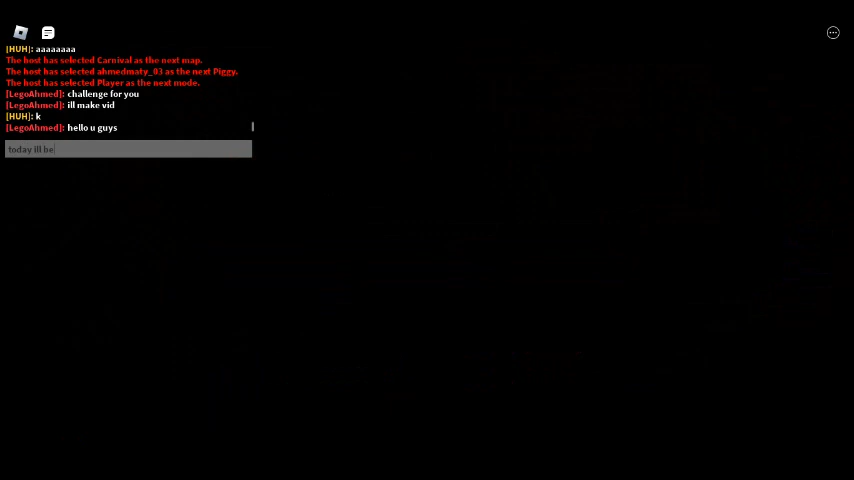 [HUH]: aaaaaaaa
The host has selected Carnival as the next map.
The host has selected ahmedmaty_03 as the next Piggy.
The host has selected Player as the next mode.
[LegoAhmed]: challenge for you
[LegoAhmed]: ill make vid
[HUH]: k
[LegoAhmed]: hello u guys
today ill be